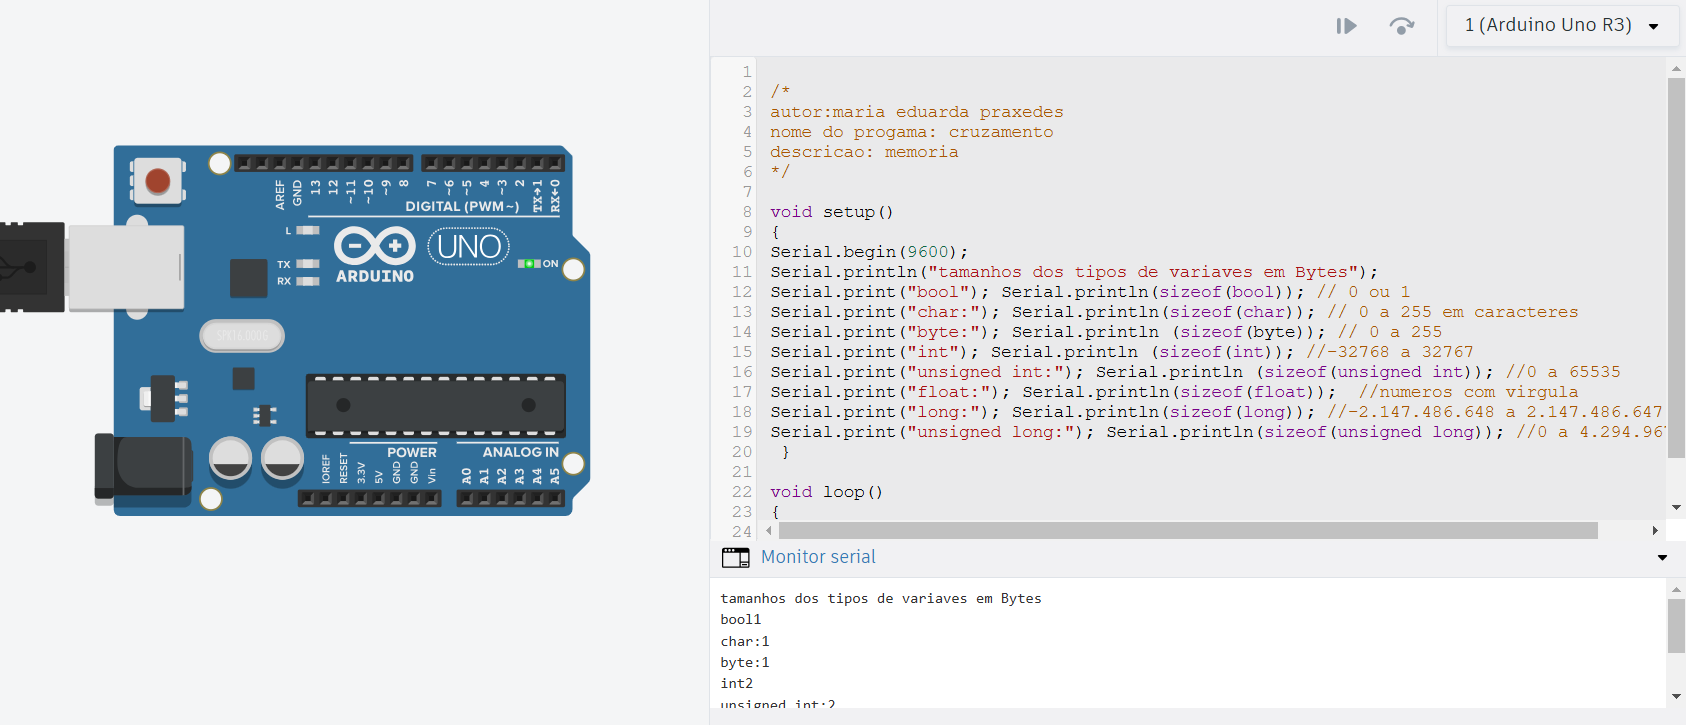 1 (Arduino Uno R3)
1
2 /*
3 autor:maria eduarda praxedes
4 nome do progama: cruzamento
5 descricao: memoria
6 */
7
8 void setup()
9 {
10 Serial.begin(9600);
11 Serial.println("tamanhos dos tipos de variaves em Bytes");
12 Serial.print("bool"); Serial.println(sizeof(bool)); // 0 ou 1
13 Serial.print("char:"); Serial.println(sizeof(char)); // 0 a 255 em caracteres
14 Serial.print("byte:"); Serial.println (sizeof(byte)); // 0 a 255
15 Serial.print("int"); Serial.println (sizeof(int)); //-32768 a 32767
16 Serial.print("unsigned int:"); Serial.println (sizeof(unsigned int)); //0 a 65535
17 Serial.print("float:"); Serial.println(sizeof(float)); //numeros com virgula
18 Serial.print("long:"); Serial.println(sizeof(long)); //-2.147.486.648 a 2.147.486.647
19 Serial.print("unsigned long:"); Serial.println(sizeof(unsigned long)); //0 a 4.294.96
20 }
21
22 void loop()
23 {
24
Monitor serial
tamanhos dos tipos de variaves em Bytes
bool1
char:1
byte:1
int2
unsigned int:2
AREF
GND
13
12
~11
~10
~9
8
7
~6
~5
4
~3
2
TX→1
RX←0
DIGITAL (PWM~)
L
TX
RX
ARDUINO
UNO
ON
SPK16.000G
POWER
ANALOG IN
IOREF
RESET
3.3V
5V
GND
GND
Vin
A0
A1
A2
A3
A4
A5